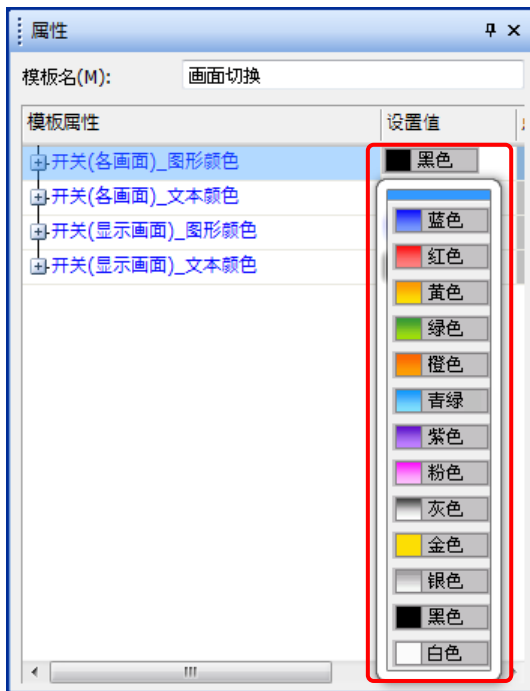 属性
模板名(M): 画面切换
模板属性 设置值
开关(各画面)_图形颜色 黑色
开关(各画面)_文本颜色
开关(显示画面)_图形颜色
开关(显示画面)_文本颜色
蓝色
红色
黄色
绿色
橙色
青绿
紫色
粉色
灰色
金色
银色
黑色
白色